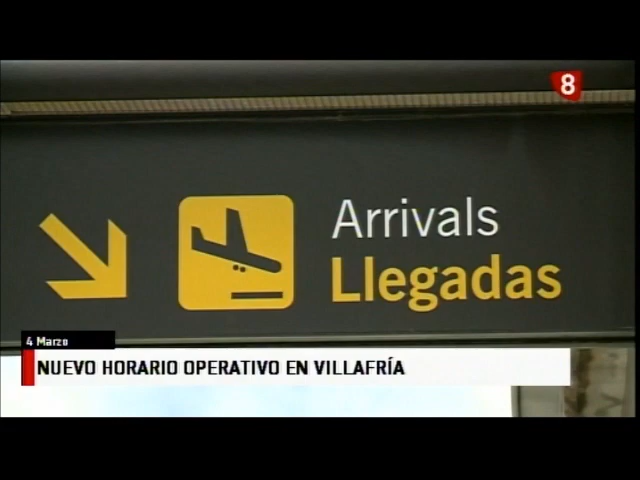 8
Arrivals
Llegadas
4 Marzo
NUEVO HORARIO OPERATIVO EN VILLAFRÍA